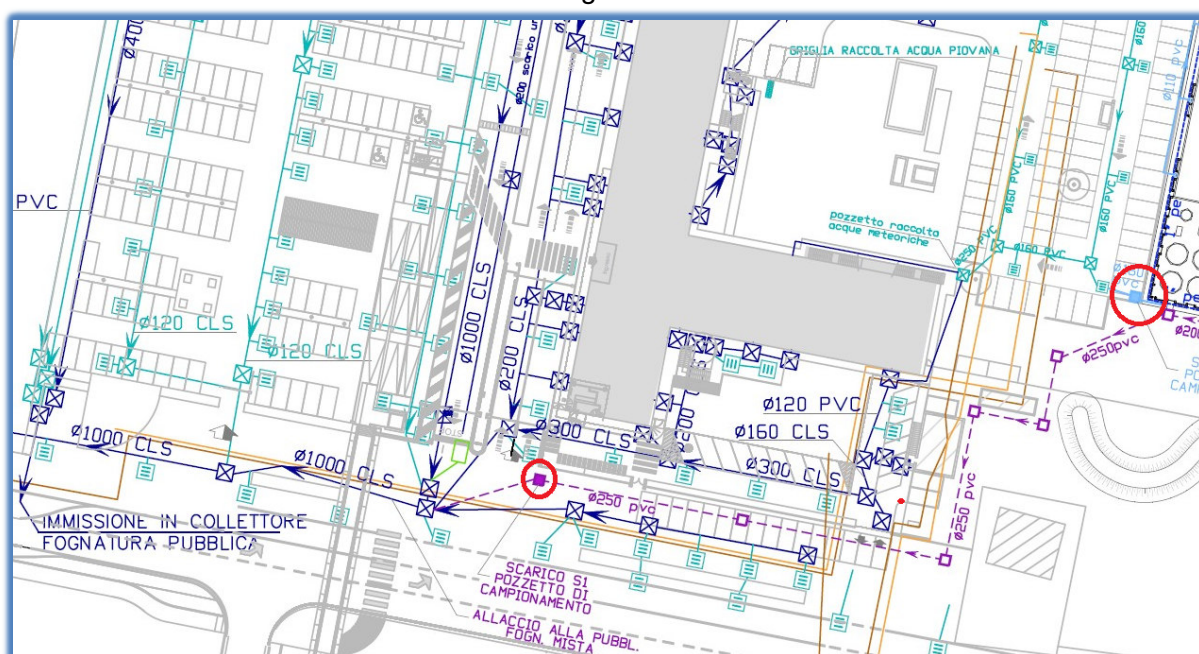 Ø400
Ø200 scarico
GRIGLIA RACCOLTA ACQUA PIOVANA
Ø160
Ø110 PVC
PVC
Ø160 PVC
Ø160 PVC
pozzetto raccolta
acque meteoriche
Ø250 PVC
Ø160 PVC
Ø1000 CLS
Ø200 CLS
Ø120 CLS
Ø120 CLS
Ø250pvc
Ø200
Ø120 PVC
Ø160 CLS
Ø300 CLS
Ø300 CLS
Ø1000 CLS
Ø1000 CLS
Ø250 pvc
Ø250 pvc
IMMISSIONE IN COLLETTORE
FOGNATURA PUBBLICA
SCARICO S1
POZZETTO DI
CAMPIONAMENTO
ALLACCIO ALLA PUBBL.
FOGN. MISTA